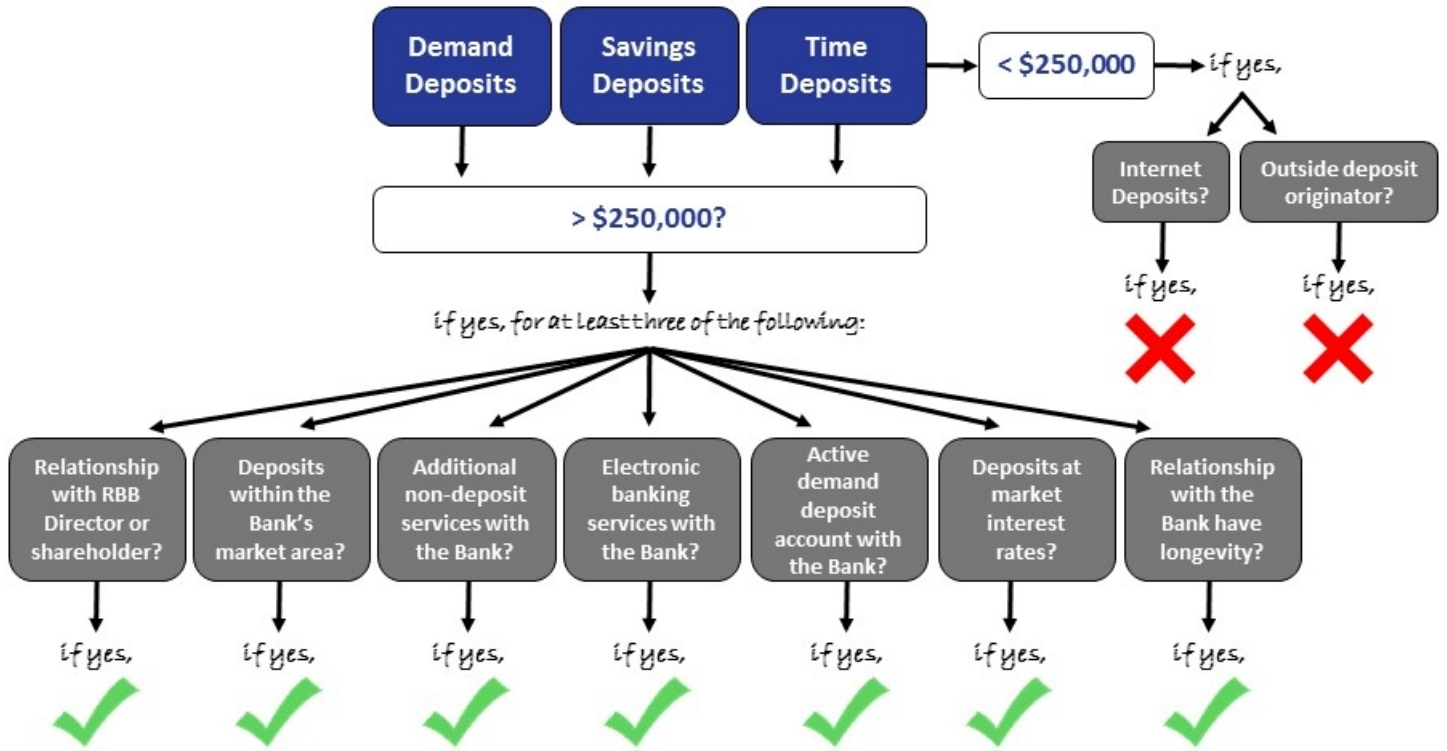 Demand
Deposits
Savings
Deposits
Time
Deposits
< $250,000
if yes,
Internet
Deposits?
Outside deposit
originator?
> $250,000?
if yes,
if yes,
if yes, for at least three of the following:
Relationship
with RBB
Director or
shareholder?
Deposits
within the
Bank's
market area?
Additional
non-deposit
services with
the Bank?
Electronic
banking
services with
the Bank?
Active
demand
deposit
account with
the Bank?
Deposits at
market
interest
rates?
Relationship
with the
Bank have
longevity?
if yes,
if yes,
if yes,
if yes,
if yes,
if yes,
if yes,